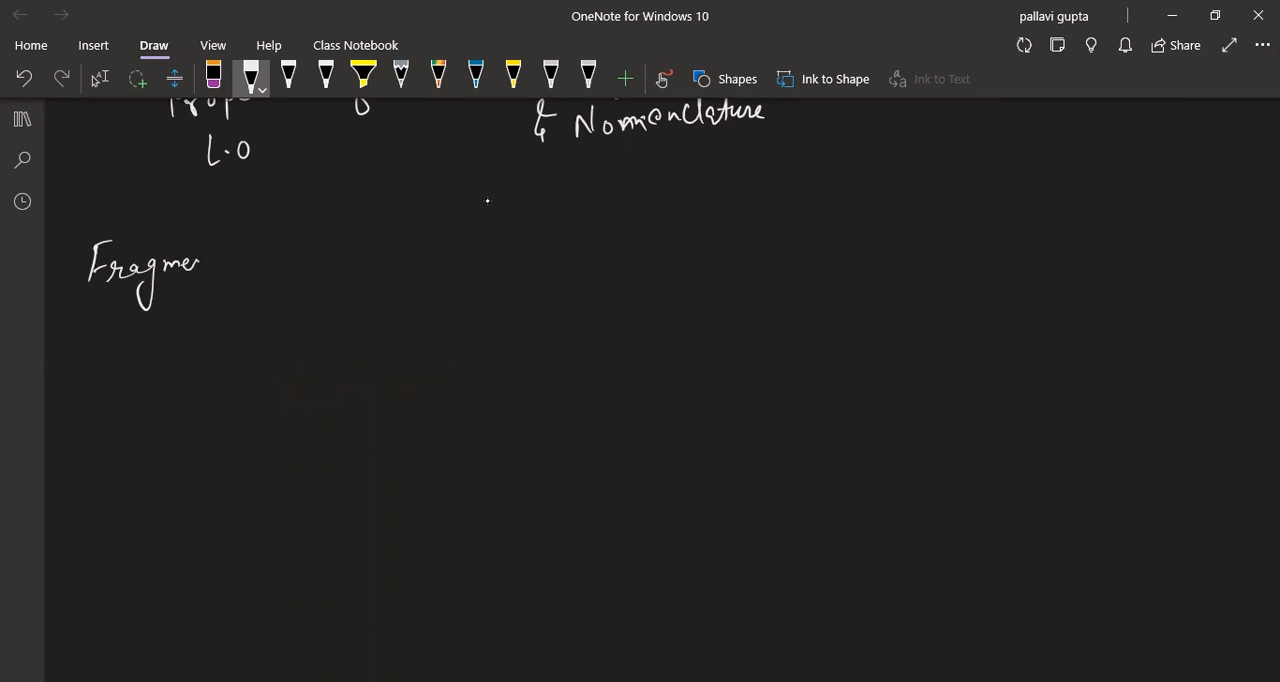 OneNote for Windows 10
pallavi gupta
Home Insert Draw View Help Class Notebook
Share
Shapes
Ink to Shape
Ink to Text
& Nomenclature
L.O
Fragme